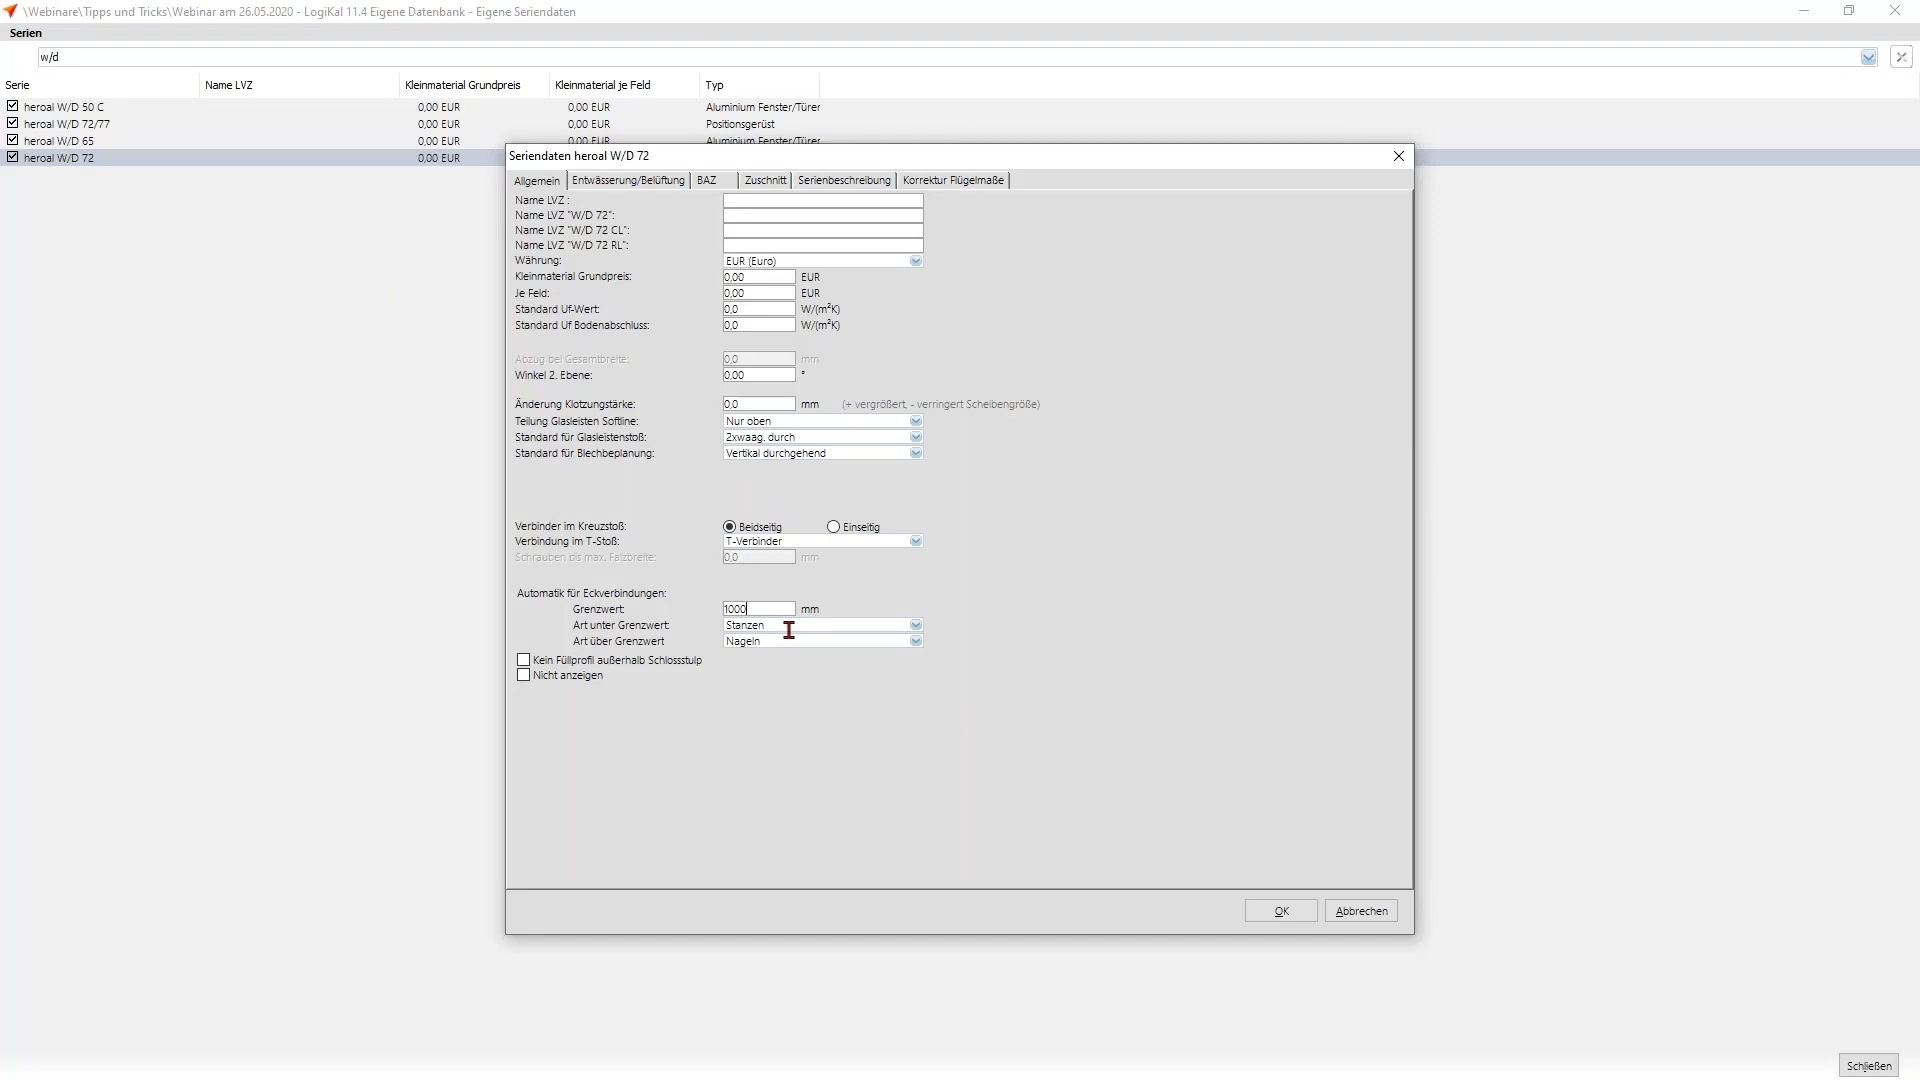 \Webinare\Tipps und Tricks\Webinar am 26.05.2020 - LogiKal 11.4 Eigene Datenbank - Eigene Seriendaten
Serien
w/d
Serie Name LVZ Kleinmaterial Grundpreis Kleinmaterial je Feld Typ
heroal W/D 50 C 0,00 EUR 0,00 EUR Aluminium Fenster/Türer
heroal W/D 72/77 0,00 EUR 0,00 EUR Positionsgerüst
heroal W/D 65 0,00 EUR 0,00 EUR Aluminium Fenster/Türer
heroal W/D 72 0,00 EUR
Seriendaten heroal W/D 72
Allgemein Entwässerung/Belüftung BAZ Zuschnitt Serienbeschreibung Korrektur Flügelmaße
Name LVZ :
Name LVZ "W/D 72":
Name LVZ "W/D 72 CL":
Name LVZ "W/D 72 RL":
Währung: EUR (Euro)
Kleinmaterial Grundpreis: 0,00 EUR
Je Feld: 0,00 EUR
Standard Uf-Wert: 0,0 W/(m²K)
Standard Uf Bodenabschluss: 0,0 W/(m²K)
Abzug bei Gesamtbreite: 0,0 mm
Winkel 2. Ebene: 0,00 °
Änderung Klotzungstärke: 0,0 mm (+ vergrößert, - verringert Scheibengröße)
Teilung Glasleisten Softline: Nur oben
Standard für Glasleistenstoß: 2xwaag. durch
Standard für Blechbeplanung: Vertikal durchgehend
Verbinder im Kreuzstoß: Beidseitig Einseitig
Verbindung im T-Stoß: T-Verbinder
Schrauben bis max. Falzbreite: 0,0 mm
Automatik für Eckverbindungen:
Grenzwert: 1000 mm
Art unter Grenzwert: Stanzen
Art über Grenzwert Nageln
Kein Füllprofil außerhalb Schlossstulp
Nicht anzeigen
OK Abbrechen
Schließen